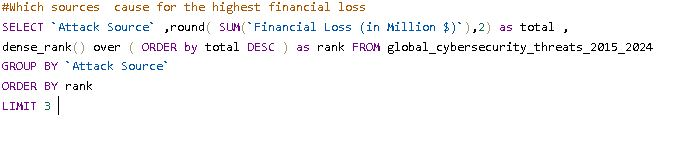 #Which sources  cause for the highest financial loss
SELECT `Attack Source` ,round( SUM(`Financial Loss (in Million $)`),2) as total ,
dense_rank() over ( ORDER by total DESC ) as rank FROM global_cybersecurity_threats_2015_2024
GROUP BY `Attack Source`
ORDER BY rank
LIMIT 3